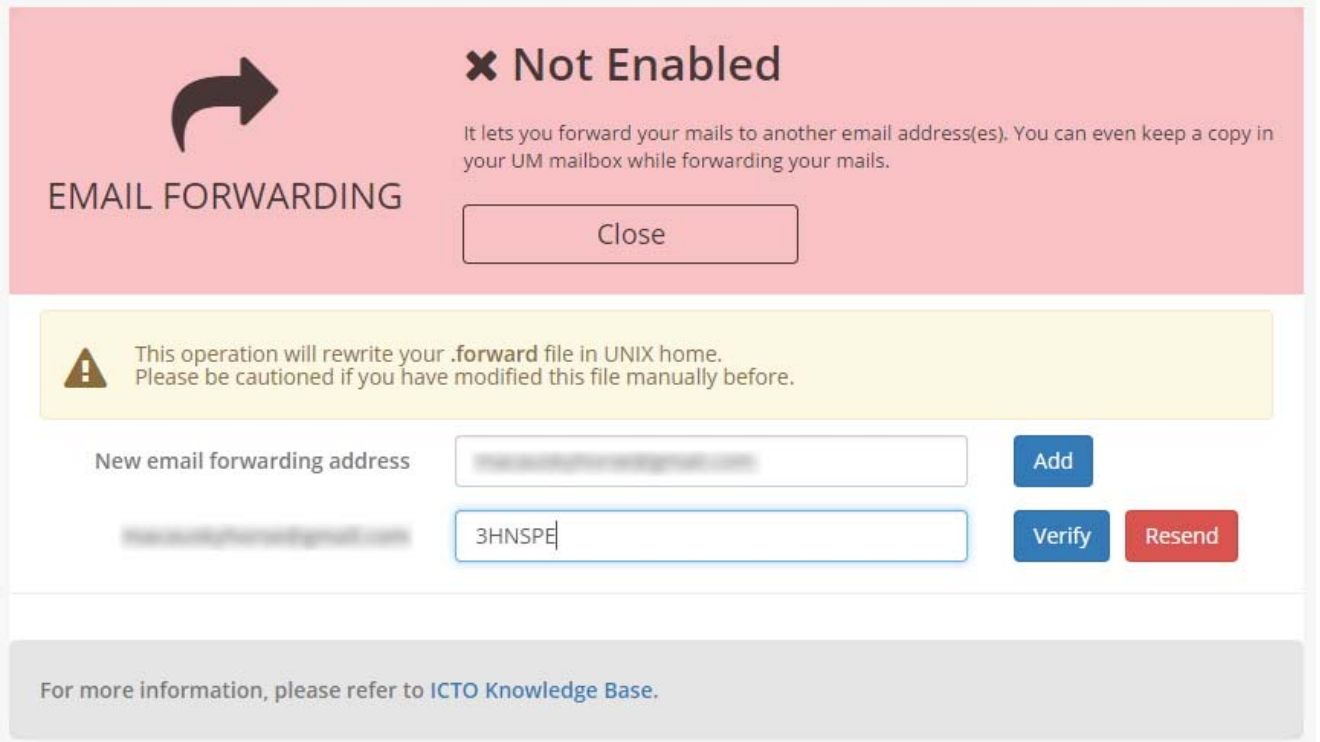 ✖ Not Enabled
It lets you forward your mails to another email address(es). You can even keep a copy in
your UM mailbox while forwarding your mails.
EMAIL FORWARDING
Close
This operation will rewrite your .forward file in UNIX home.
Please be cautioned if you have modified this file manually before.
New email forwarding address
Add
3HNSPE
Verify
Resend
For more information, please refer to ICTO Knowledge Base.